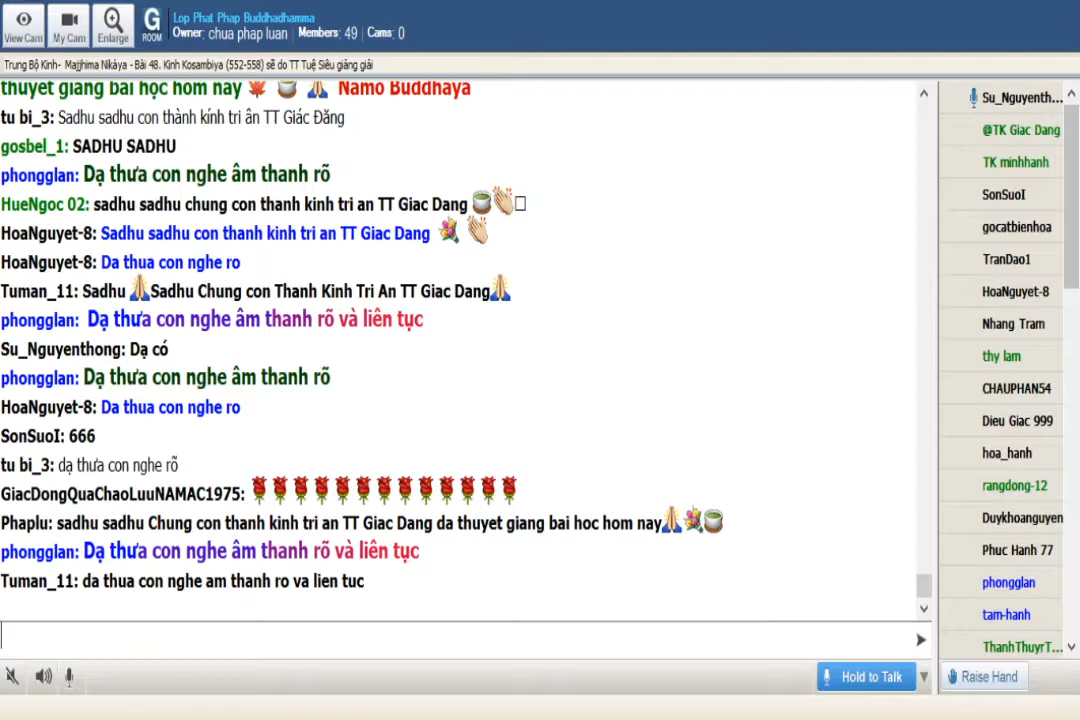 View Cam
My Cam
Enlarge
G ROOM
Lop Phat Phap Buddhadhamma
Owner: chua phap luan | Members: 49 | Cams: 0
Trung Bộ Kinh- Majjhima Nikàya - Bài 48. Kinh Kosambiya (552-558) sẽ do TT Tuệ Siêu giảng giải
thuyết giảng bài học hôm nay 🍁 🍵 🙏 Namo Buddhaya
tu bi_3: Sadhu sadhu con thành kính tri ân TT Giác Đăng
gosbel_1: SADHU SADHU
phongglan: Dạ thưa con nghe âm thanh rõ
HueNgoc 02: sadhu sadhu chung con thanh kinh tri an TT Giac Dang 🍵👏
HoaNguyet-8: Sadhu sadhu con thanh kinh tri an TT Giac Dang 💐 👏
HoaNguyet-8: Da thua con nghe ro
Tuman_11: Sadhu 🙏Sadhu Chung con Thanh Kinh Tri An TT Giac Dang🙏
phongglan: Dạ thưa con nghe âm thanh rõ và liên tục
Su_Nguyenthong: Dạ có
phongglan: Dạ thưa con nghe âm thanh rõ
HoaNguyet-8: Da thua con nghe ro
SonSuoI: 666
tu bi_3: dạ thưa con nghe rõ
GiacDongQuaChaoLuuNAMAC1975: 🌹🌹🌹🌹🌹🌹🌹🌹🌹🌹🌹🌹🌹
Phaplu: sadhu sadhu Chung con thanh kinh tri an TT Giac Dang da thuyet giang bai hoc hom nay🙏💐🍵
phongglan: Dạ thưa con nghe âm thanh rõ và liên tục
Tuman_11: da thua con nghe am thanh ro va lien tuc
Su_Nguyenth...
@TK Giac Dang
TK minhhanh
SonSuoI
gocatbienhoa
TranDao1
HoaNguyet-8
Nhang Tram
thy lam
CHAUPHAN54
Dieu Giac 999
hoa_hanh
rangdong-12
Duykhoanguyen
Phuc Hanh 77
phongglan
tam-hanh
ThanhThuyrT...
Hold to Talk
Raise Hand